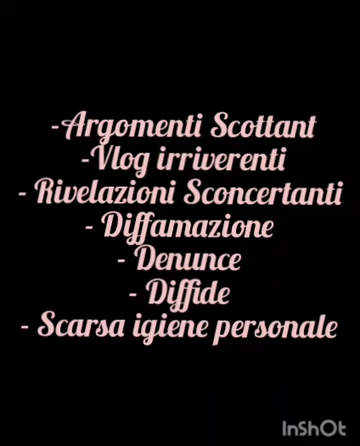 -Argomenti Scottant
-Vlog irriverenti
- Rivelazioni Sconcertanti
- Diffamazione
- Denunce
- Diffide
- Scarsa igiene personale
InShOt